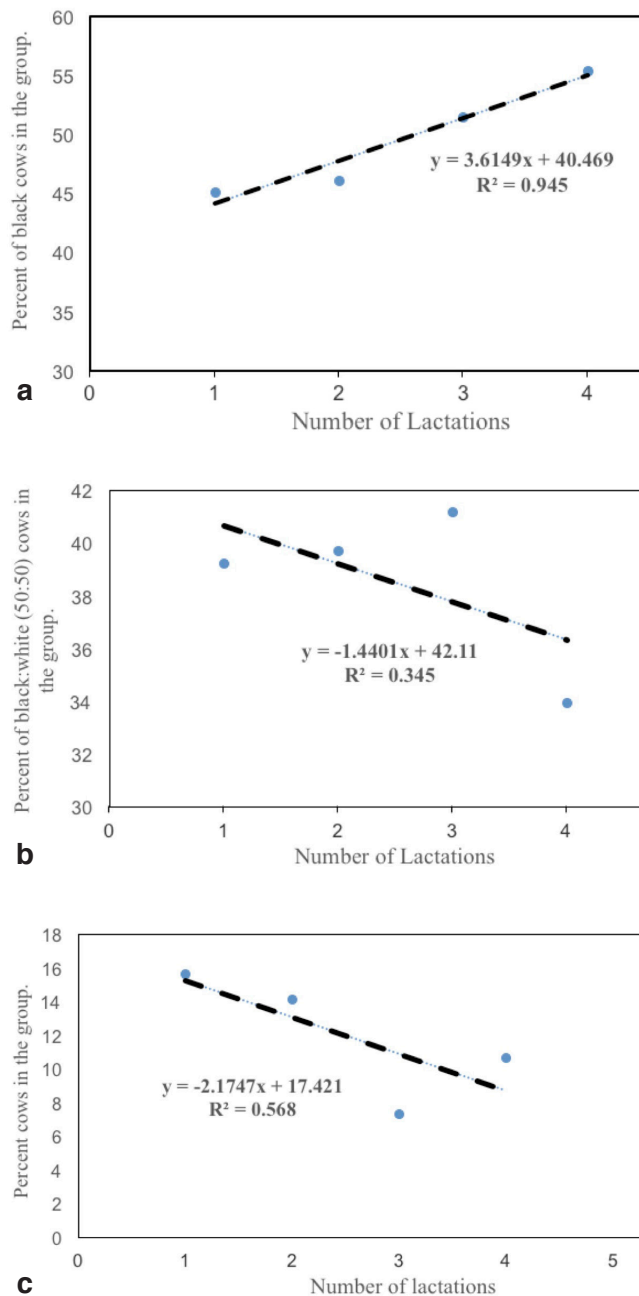 60
55
50
45
40
35
30
Percent of black cows in the group.
y = 3.6149x + 40.469
R² = 0.945
0 1 2 3 4
Number of Lactations
a
42
40
38
36
34
32
30
Percent of black:white (50:50) cows in
the group.
y = -1.4401x + 42.11
R² = 0.345
0 1 2 3 4
Number of Lactations
b
18
16
14
12
10
8
6
4
2
0
Percent cows in the group.
y = -2.1747x + 17.421
R² = 0.568
0 1 2 3 4 5
Number of lactations
c